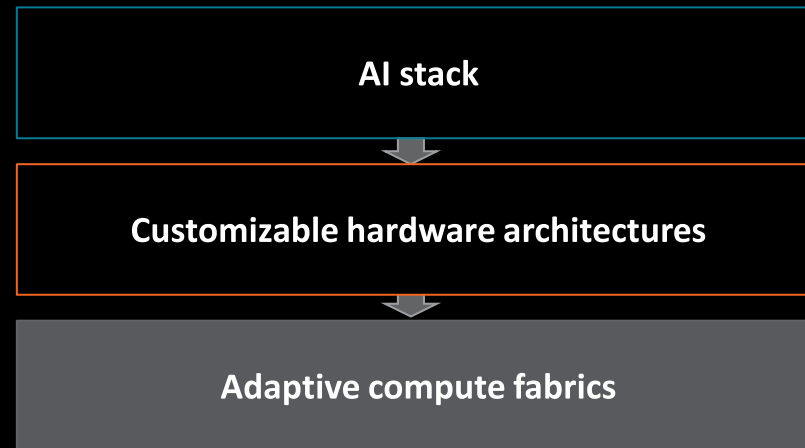 AI stack
Customizable hardware architectures
Adaptive compute fabrics